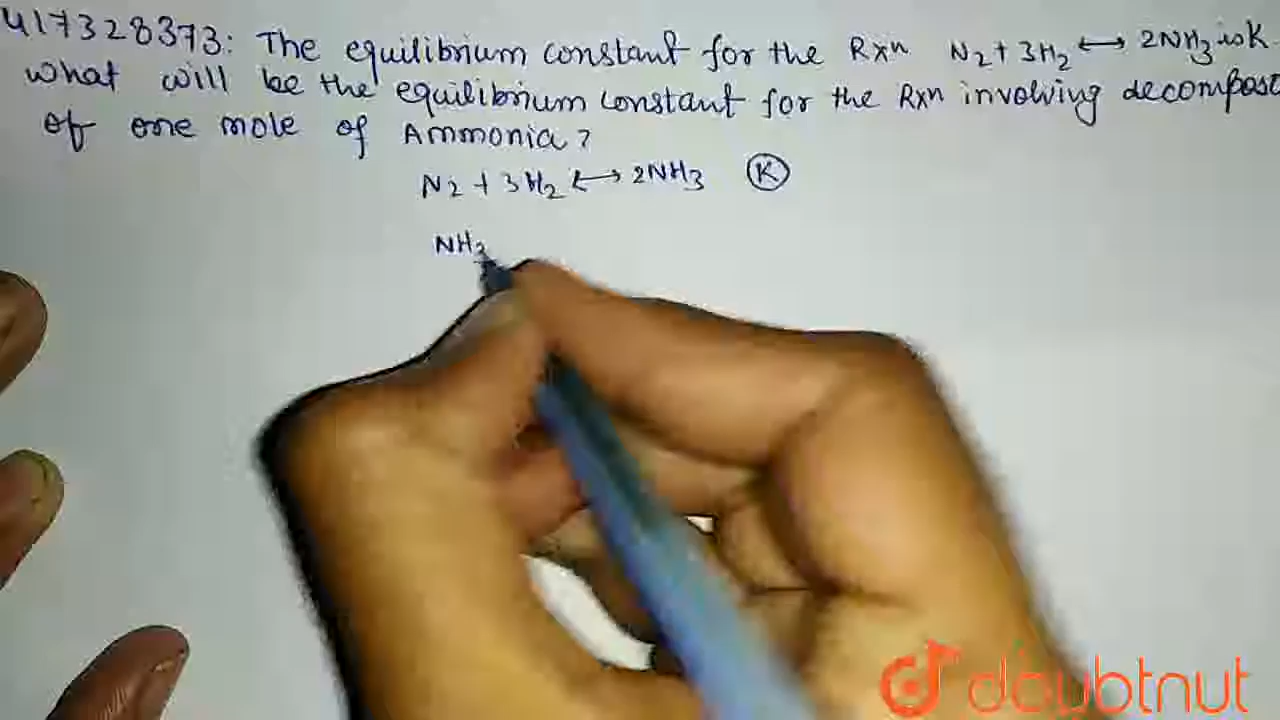 417328373: The equilibrium constant for the Rxn N2 + 3H2 ⟷ 2NH3 is K.
What will be the equilibrium constant for the Rxn involving decompost
of one mole of Ammonia?
N2 + 3H2 ⟷ 2NH3 K
NH3
doubtnut